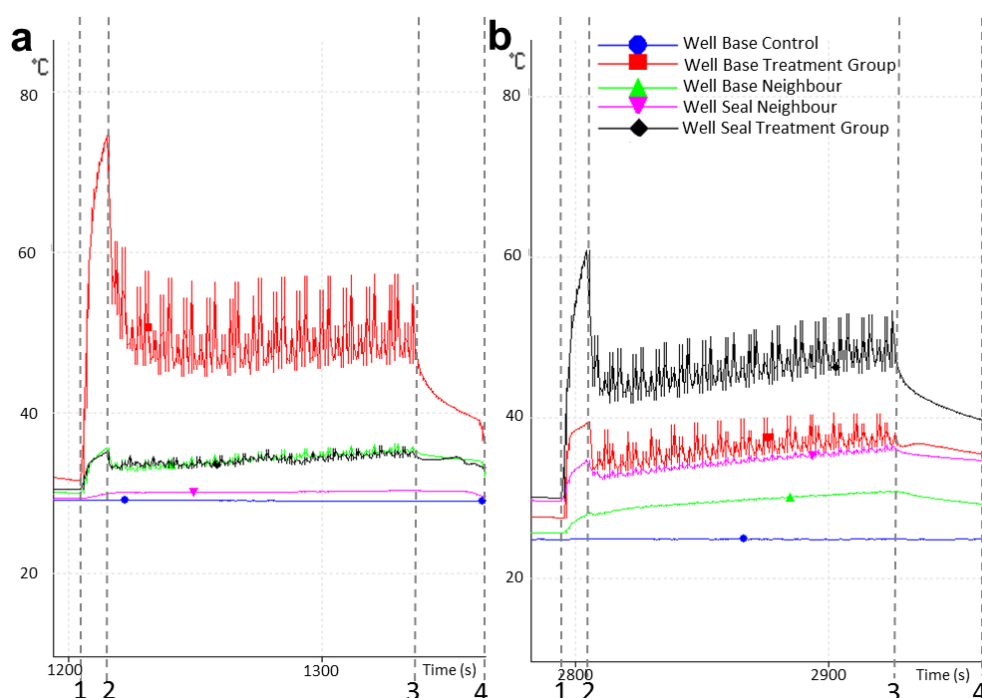 a
°C
80
60
40
20
1200
1300
Time (s)
1 2 3 4
b
°C
Well Base Control
Well Base Treatment Group
Well Base Neighbour
Well Seal Neighbour
Well Seal Treatment Group
80
60
40
20
2800
2900
Time (s)
1 2 3 4